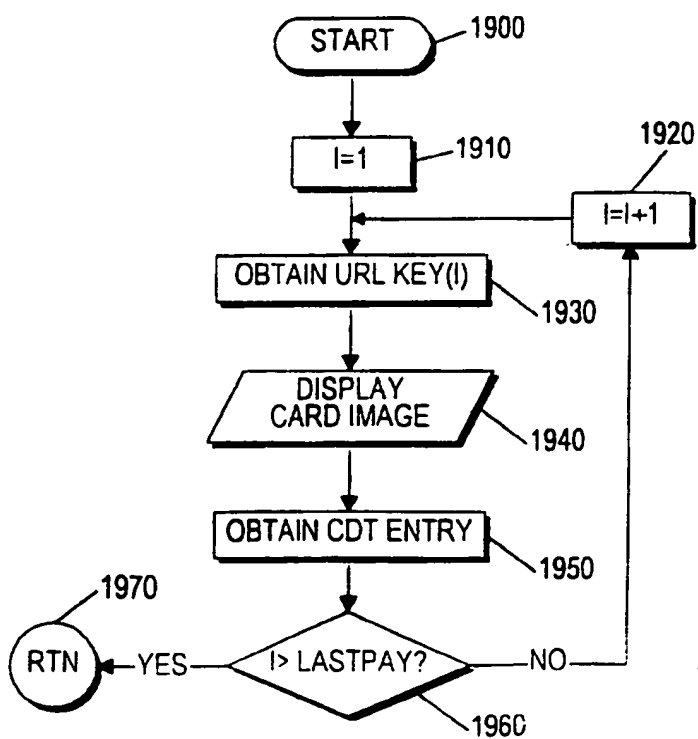 START
1900
I=1
1910
1920
I=I+1
OBTAIN URL KEY(I)
1930
DISPLAY
CARD IMAGE
1940
OBTAIN CDT ENTRY
1950
1970
RTN
YES
I> LASTPAY?
NO
1960